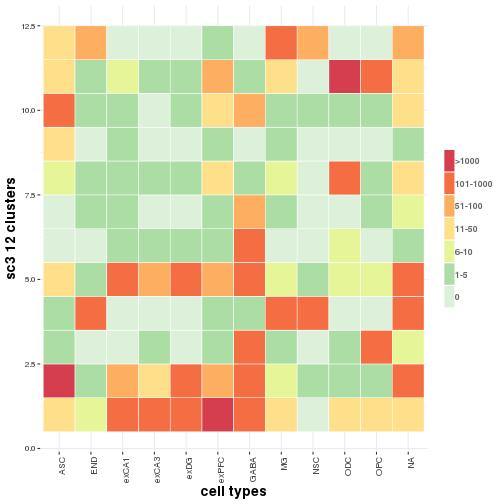 12.5
10.0
7.5
5.0
2.5
0.0
sc3 12 clusters
ASC
END
exCA1
exCA3
exDG
exPFC
GABA
MG
NSC
ODC
OPC
NA
cell types
>1000
101-1000
51-100
11-50
6-10
1-5
0